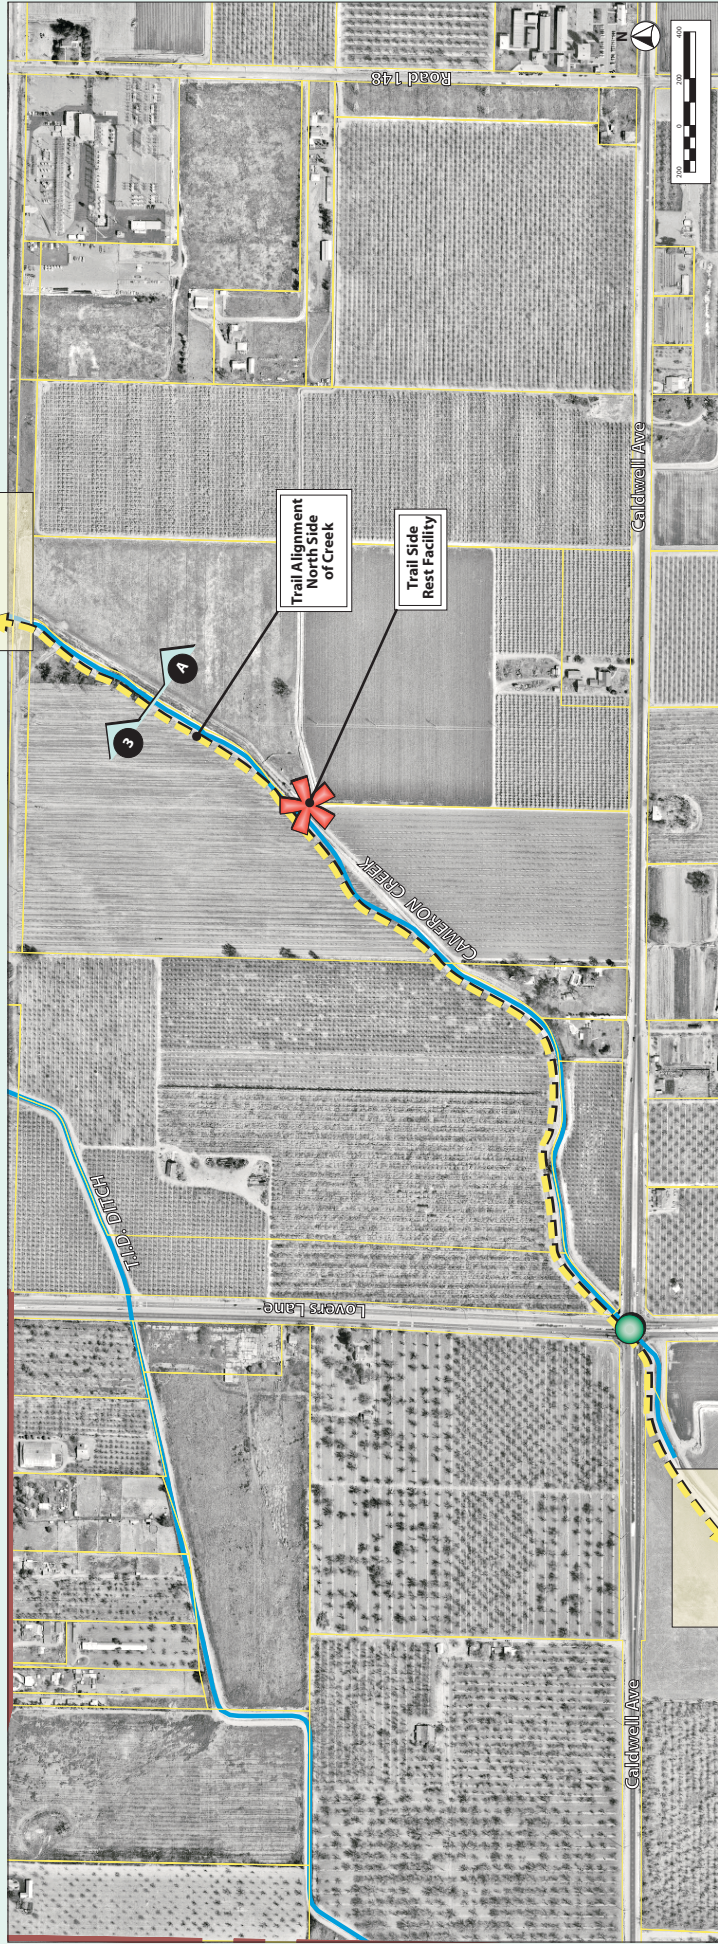 Road 148
N
200
0
200
400
Caldwell Ave
Trail Alignment
North Side
of Creek
Trail Side
Rest Facility
3
A
CAMERON CREEK
T.I.D. DITCH
Lovers Lane
Caldwell Ave